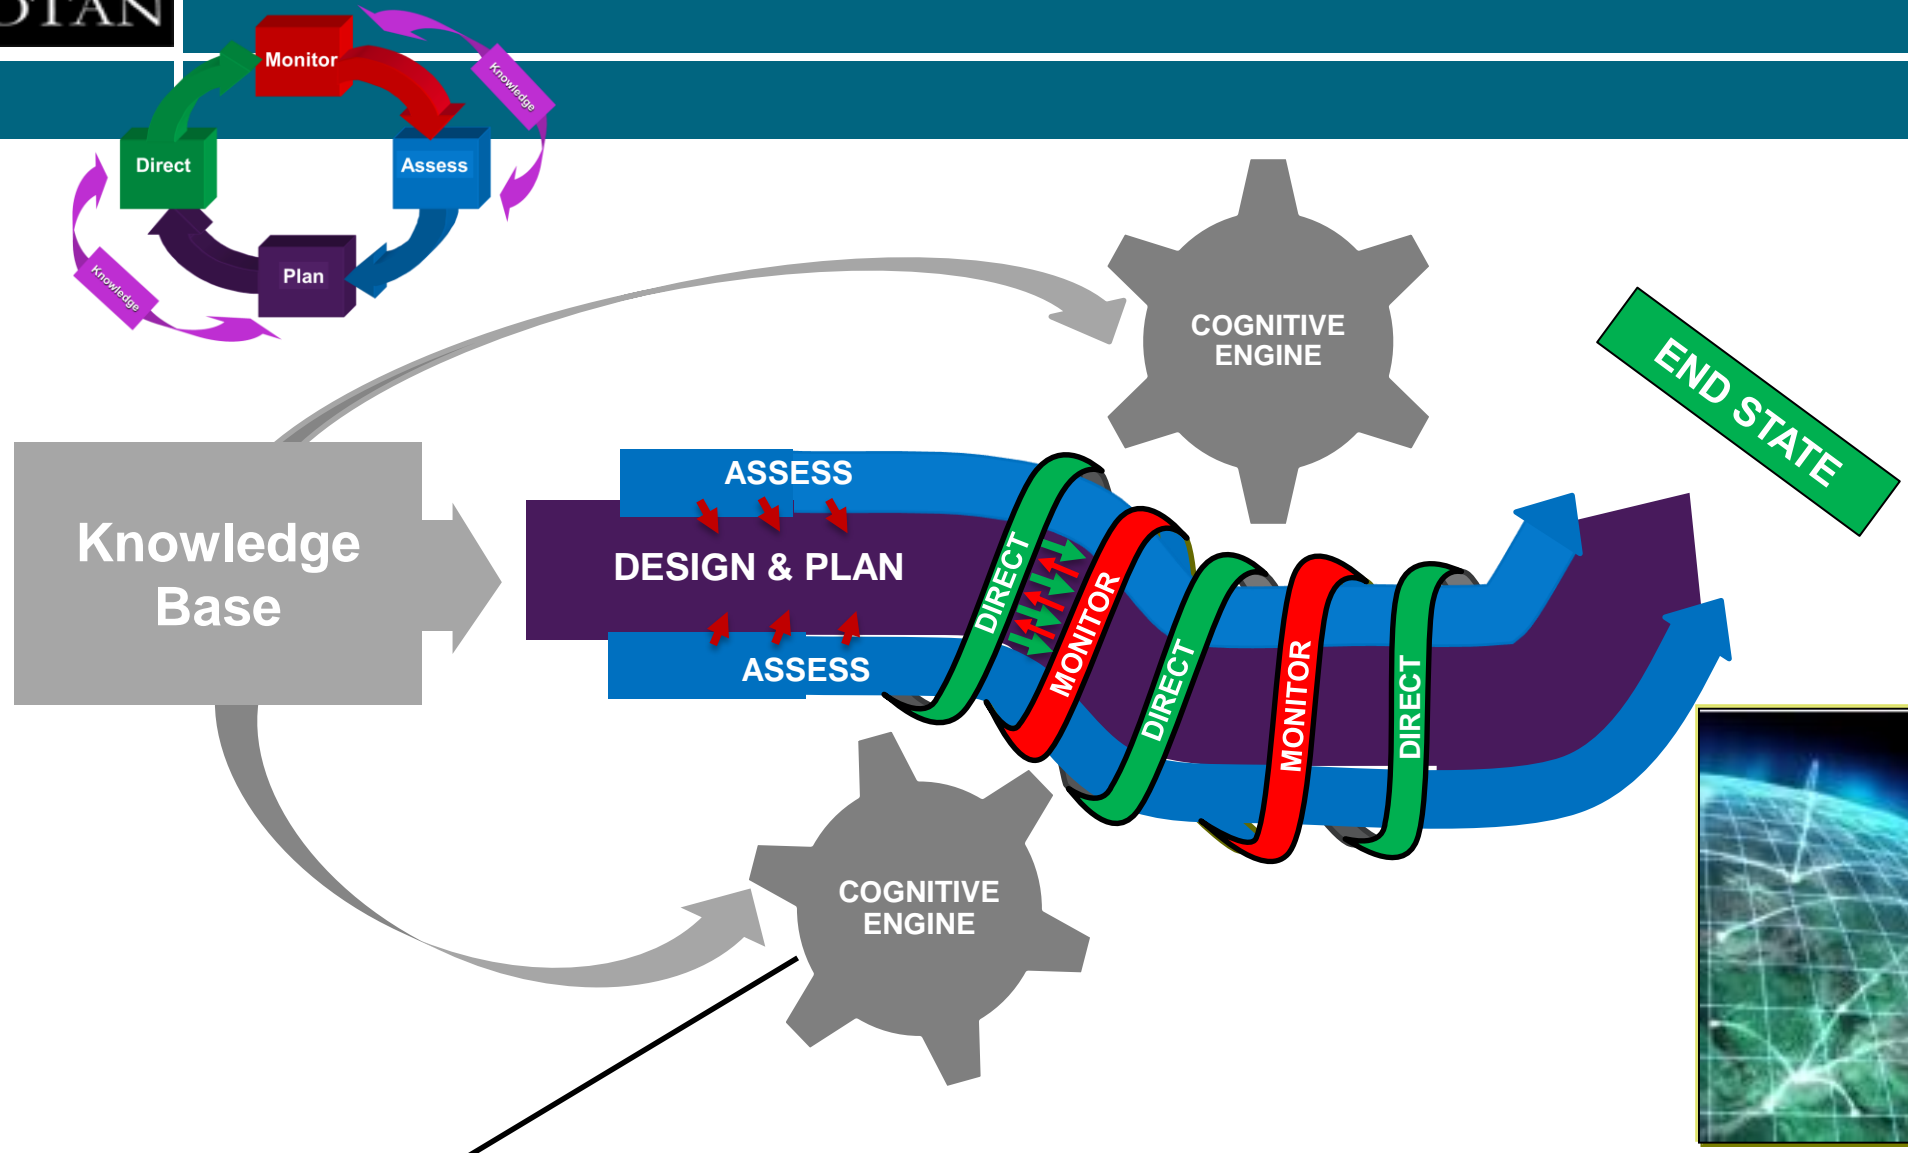 OTAN
Monitor
Knowledge
Direct
Assess
Knowledge
Plan
COGNITIVE
ENGINE
END STATE
Knowledge
Base
ASSESS
DESIGN & PLAN
ASSESS
DIRECT
MONITOR
DIRECT
MONITOR
DIRECT
COGNITIVE
ENGINE